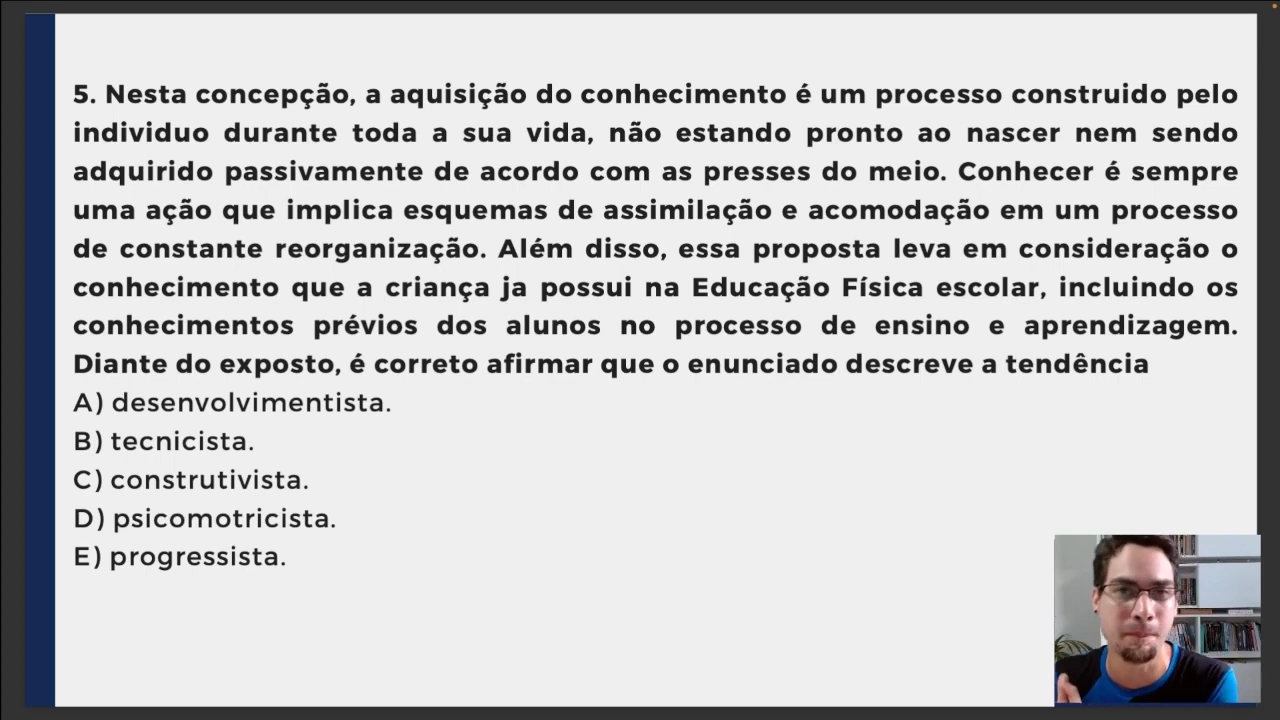 5. Nesta concepção, a aquisição do conhecimento é um processo construido pelo
individuo durante toda a sua vida, não estando pronto ao nascer nem sendo
adquirido passivamente de acordo com as presses do meio. Conhecer é sempre
uma ação que implica esquemas de assimilação e acomodação em um processo
de constante reorganização. Além disso, essa proposta leva em consideração o
conhecimento que a criança ja possui na Educação Física escolar, incluindo os
conhecimentos prévios dos alunos no processo de ensino e aprendizagem.
Diante do exposto, é correto afirmar que o enunciado descreve a tendência
A) desenvolvimentista.
B) tecnicista.
C) construtivista.
D) psicomotricista.
E) progressista.